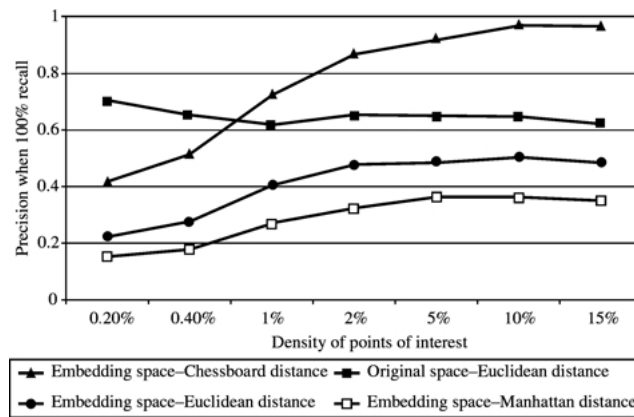 Precision when 100% recall
1
0.8
0.6
0.4
0.2
0
0.20% 0.40% 1% 2% 5% 10% 15%
Density of points of interest
Embedding space–Chessboard distance Original space–Euclidean distance
Embedding space–Euclidean distance Embedding space–Manhattan distance